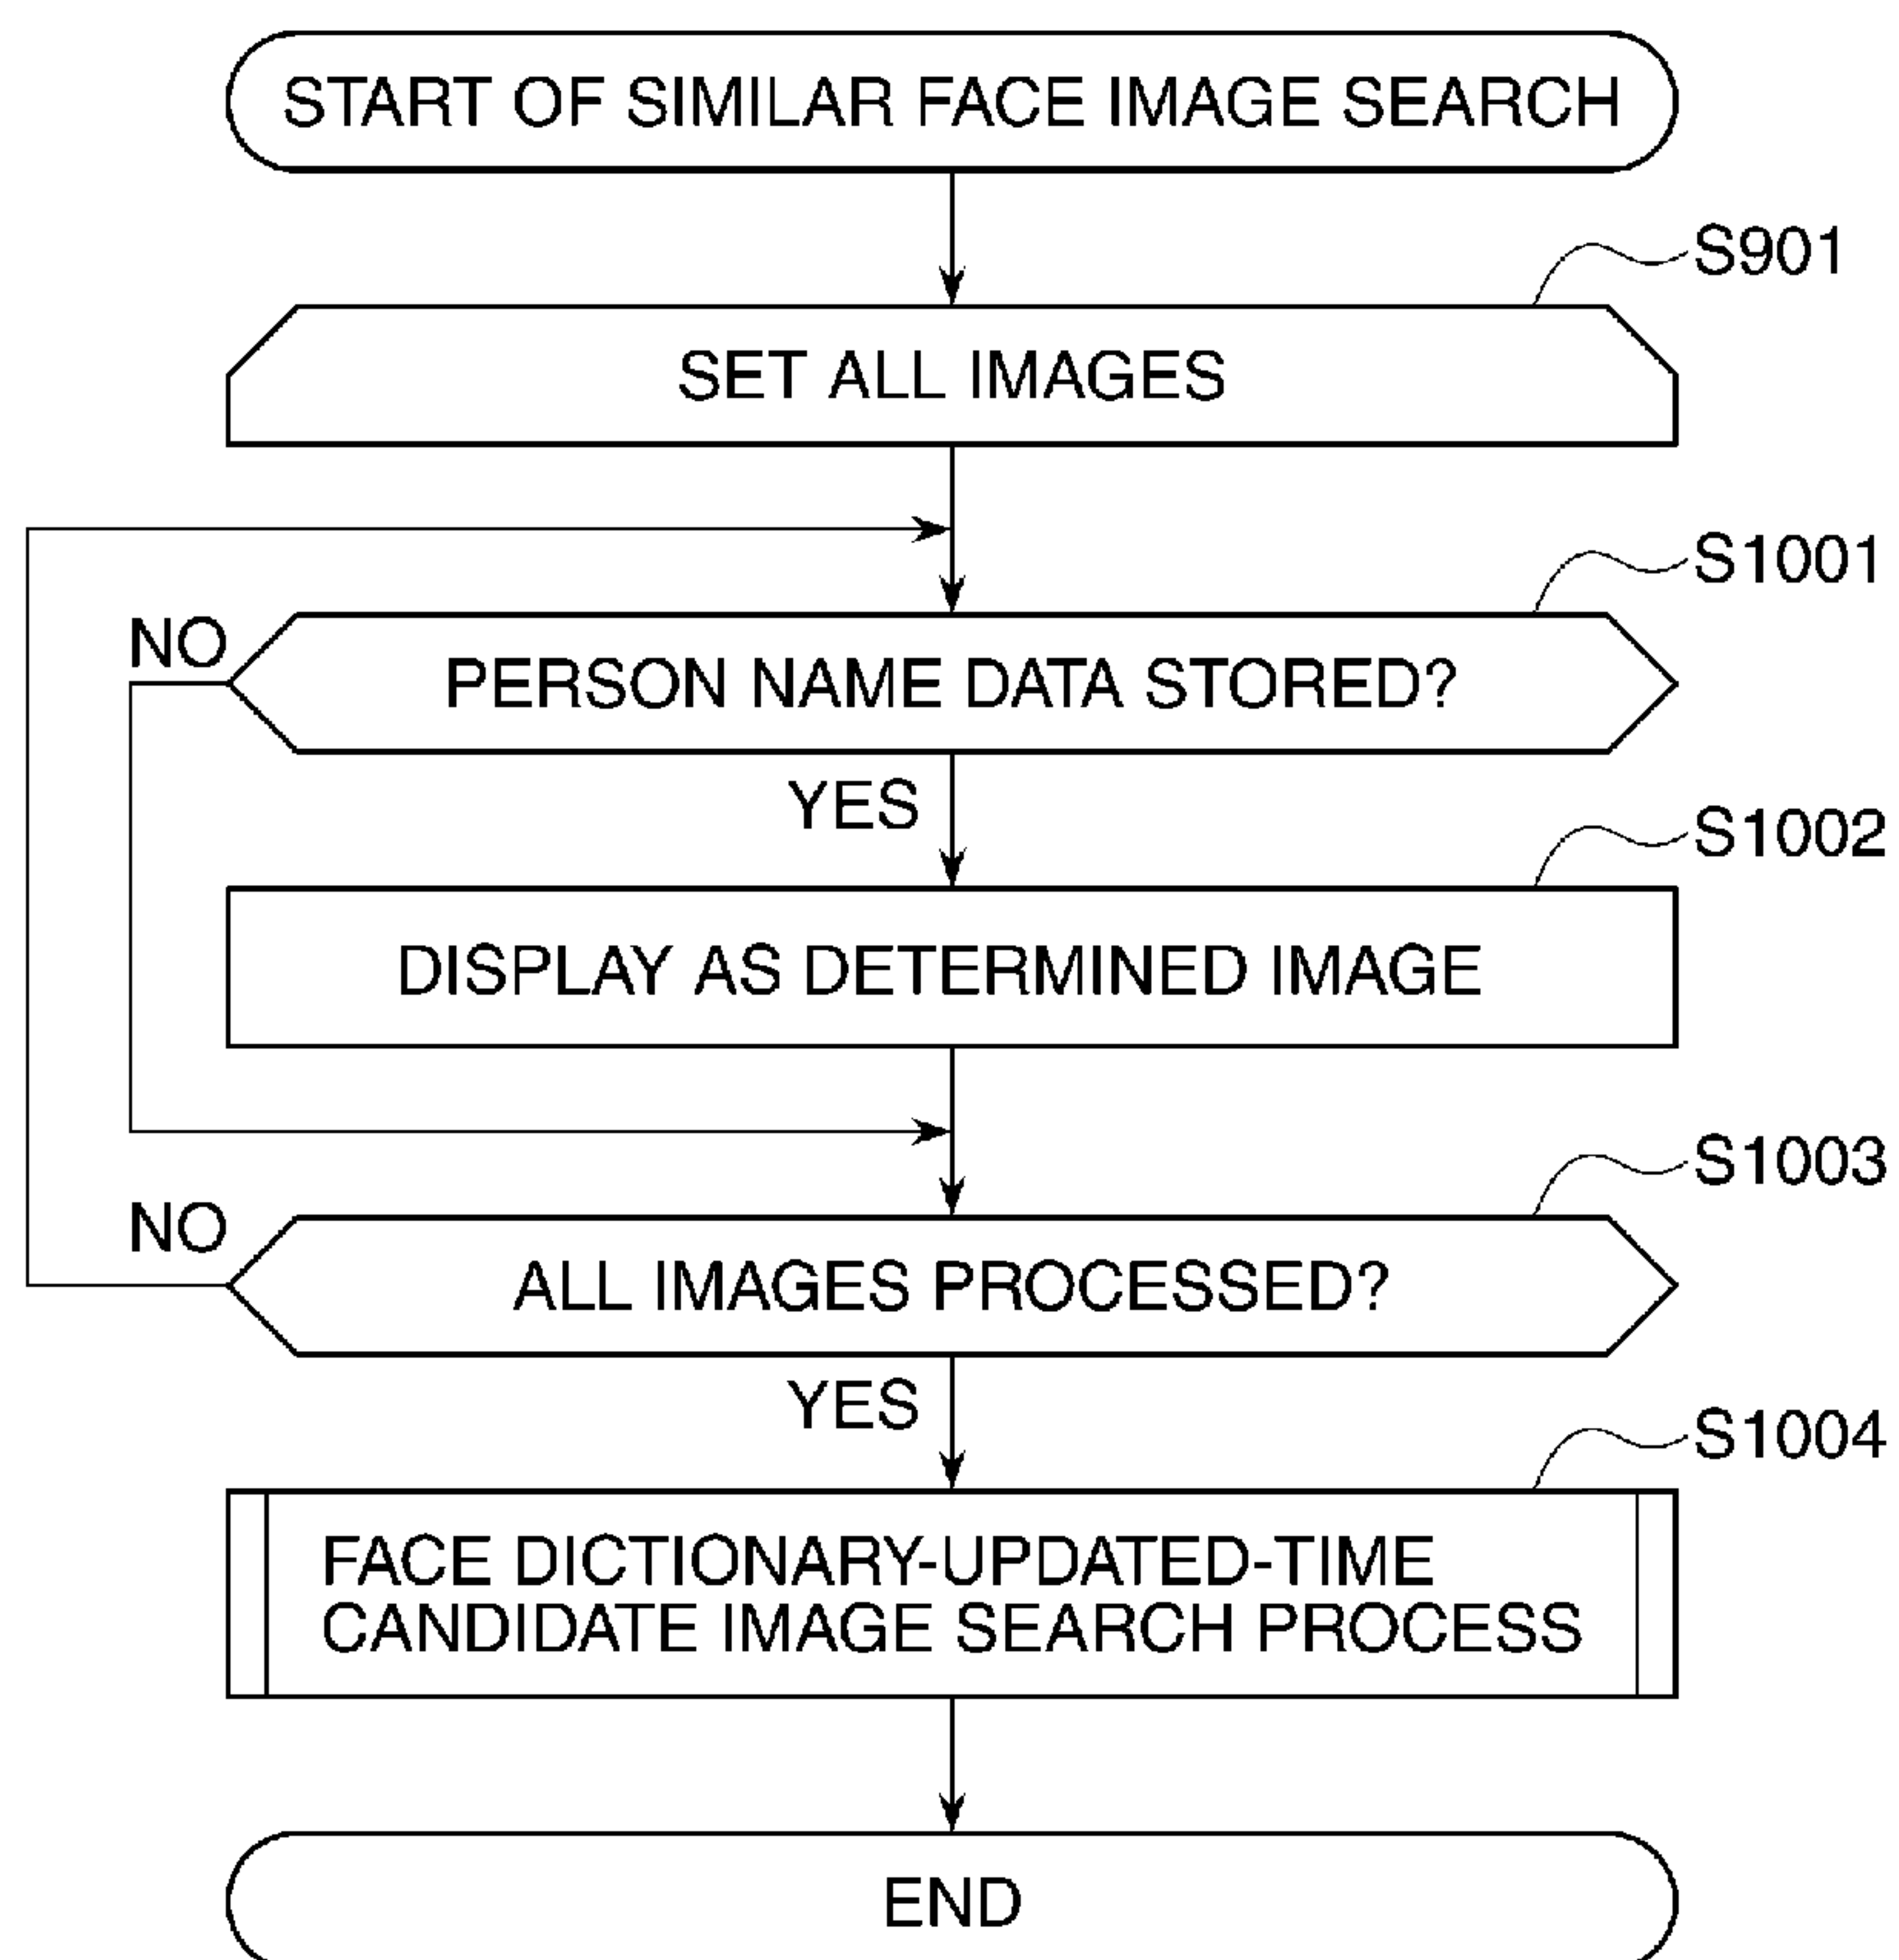 START OF SIMILAR FACE IMAGE SEARCH
S901
SET ALL IMAGES
S1001
NO
PERSON NAME DATA STORED?
YES
S1002
DISPLAY AS DETERMINED IMAGE
S1003
NO
ALL IMAGES PROCESSED?
YES
S1004
FACE DICTIONARY-UPDATED-TIME
CANDIDATE IMAGE SEARCH PROCESS
END